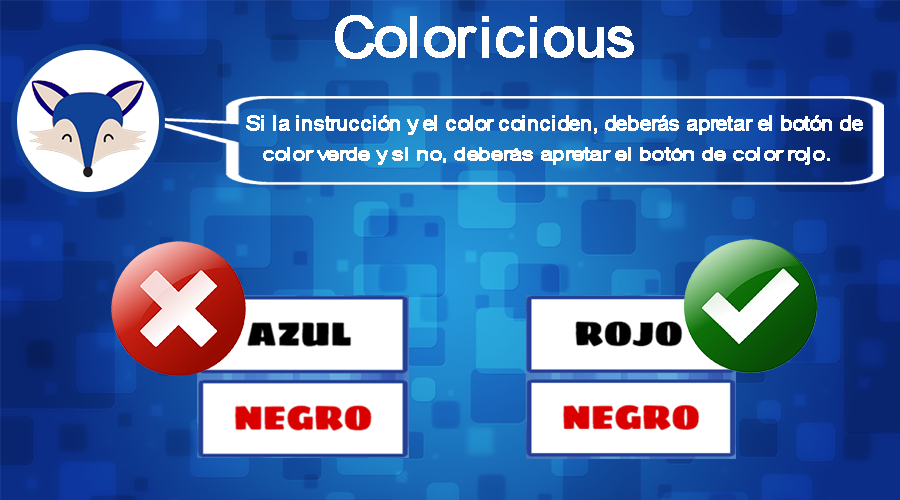 Coloricious
Si la instrucción y el color coinciden, deberás apretar el botón de
color verde y si no, deberás apretar el botón de color rojo.
AZUL
NEGRO
ROJO
NEGRO